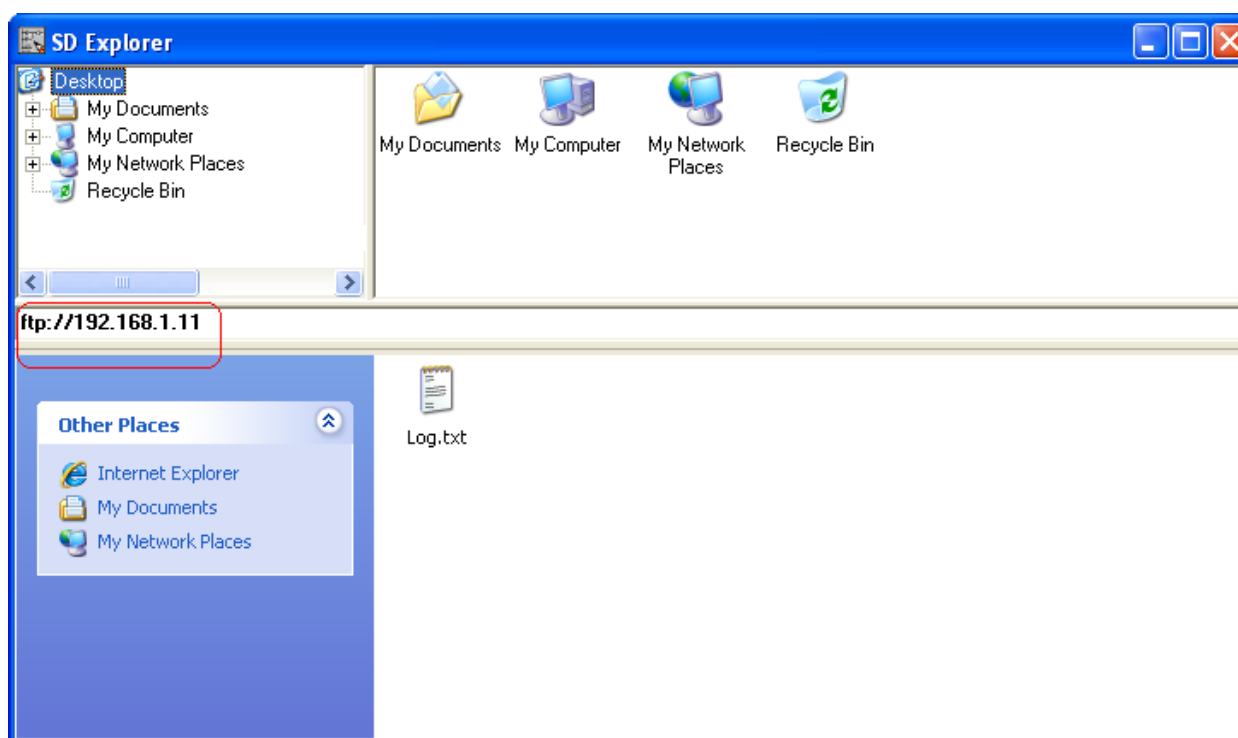 SD Explorer
Desktop
My Documents
My Computer
My Network Places
Recycle Bin
My Documents
My Computer
My Network
Places
Recycle Bin
ftp://192.168.1.11
Other Places
Internet Explorer
My Documents
My Network Places
Log.txt